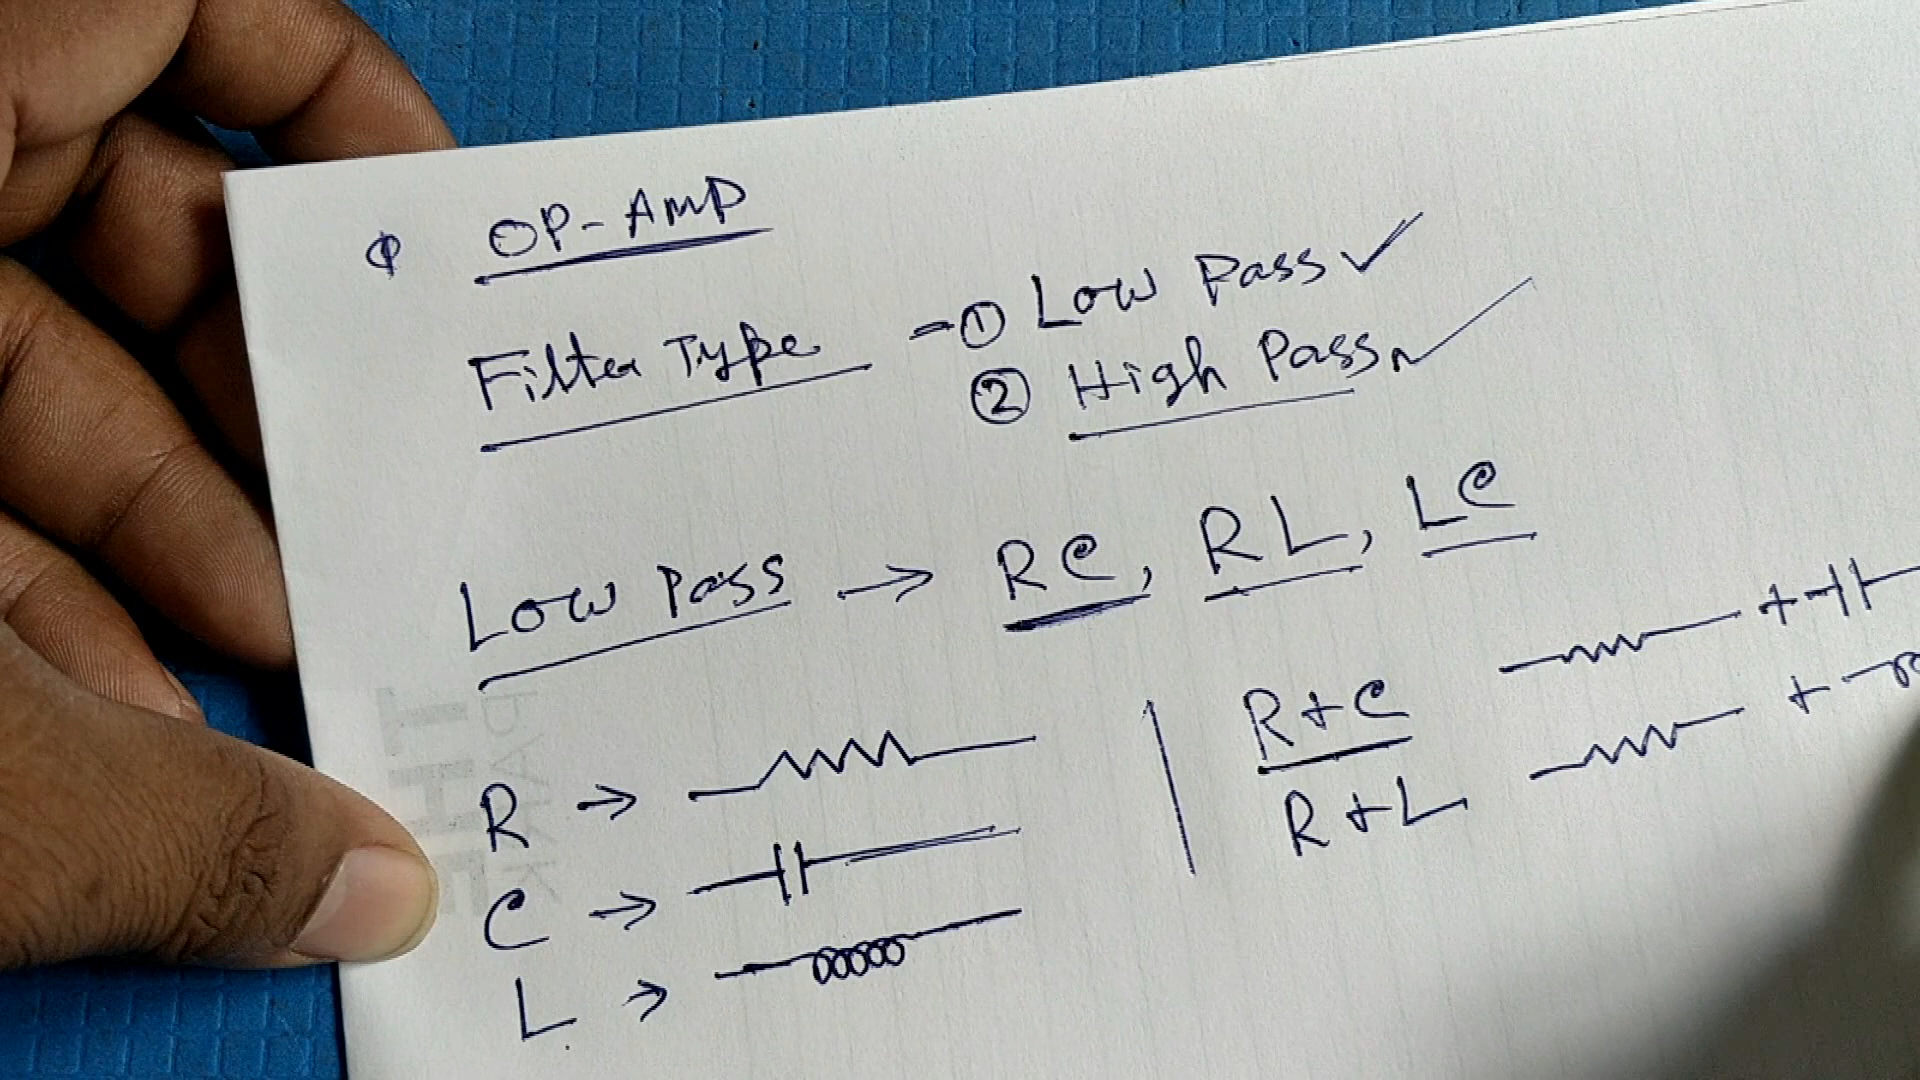 OP-AMP
Filter Type - ① Low Pass ✓
② High Pass ✓
Low Pass → RC, RL, LC
R →
C →
L →
R+C +
R+L +